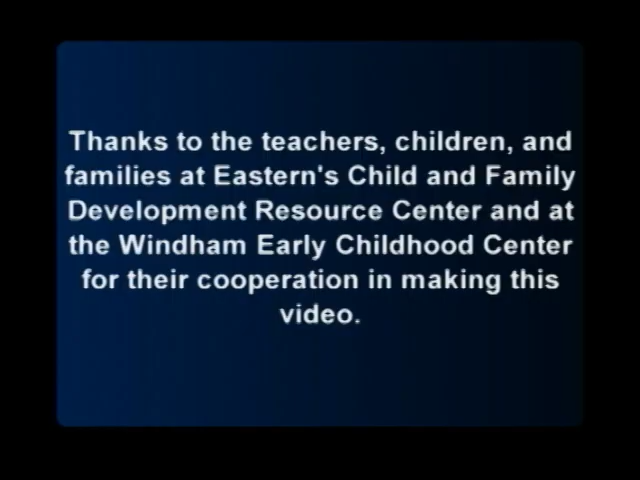 Thanks to the teachers, children, and
families at Eastern's Child and Family
Development Resource Center and at
the Windham Early Childhood Center
for their cooperation in making this
video.